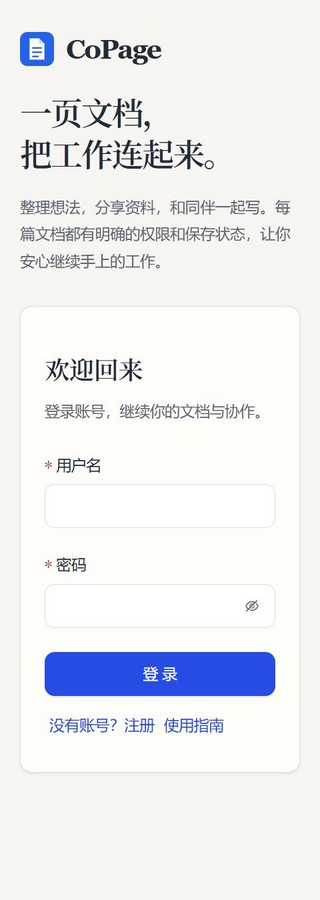 CoPage
一页文档，
把工作连起来。
整理想法，分享资料，和同伴一起写。每
篇文档都有明确的权限和保存状态，让你
安心继续手上的工作。
欢迎回来
登录账号，继续你的文档与协作。
* 用户名
* 密码
登录
没有账号？注册 使用指南